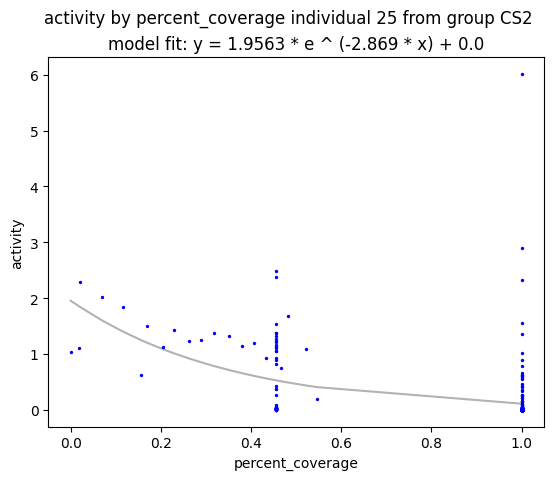 activity by percent_coverage individual 25 from group CS2
model fit: y = 1.9563 * e ^ (-2.869 * x) + 0.0
6
5
4
3
2
1
0
activity
0.0 0.2 0.4 0.6 0.8 1.0
percent_coverage